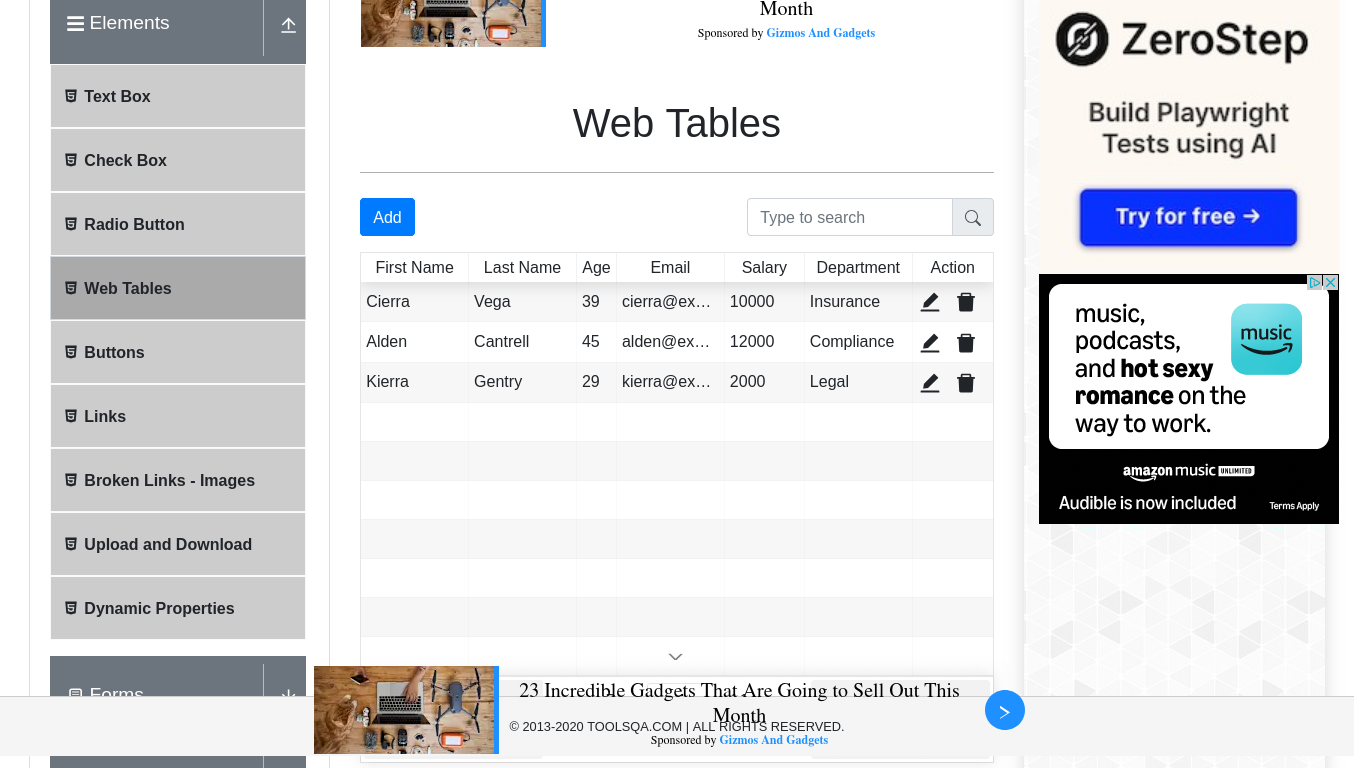 Elements
Text Box
Check Box
Radio Button
Web Tables
Buttons
Links
Broken Links - Images
Upload and Download
Dynamic Properties
Forms
Month
Sponsored by Gizmos And Gadgets
Web Tables
Add
Type to search
First Name Last Name Age Email Salary Department Action
Cierra Vega 39 cierra@ex… 10000 Insurance
Alden Cantrell 45 alden@ex… 12000 Compliance
Kierra Gentry 29 kierra@ex… 2000 Legal
23 Incredible Gadgets That Are Going to Sell Out This
Month
© 2013-2020 TOOLSQA.COM | ALL RIGHTS RESERVED.
Sponsored by Gizmos And Gadgets
ZeroStep
Build Playwright
Tests using AI
Try for free →
music,
podcasts,
and hot sexy
romance on the
way to work.
music
amazon music UNLIMITED
Audible is now included
Terms Apply